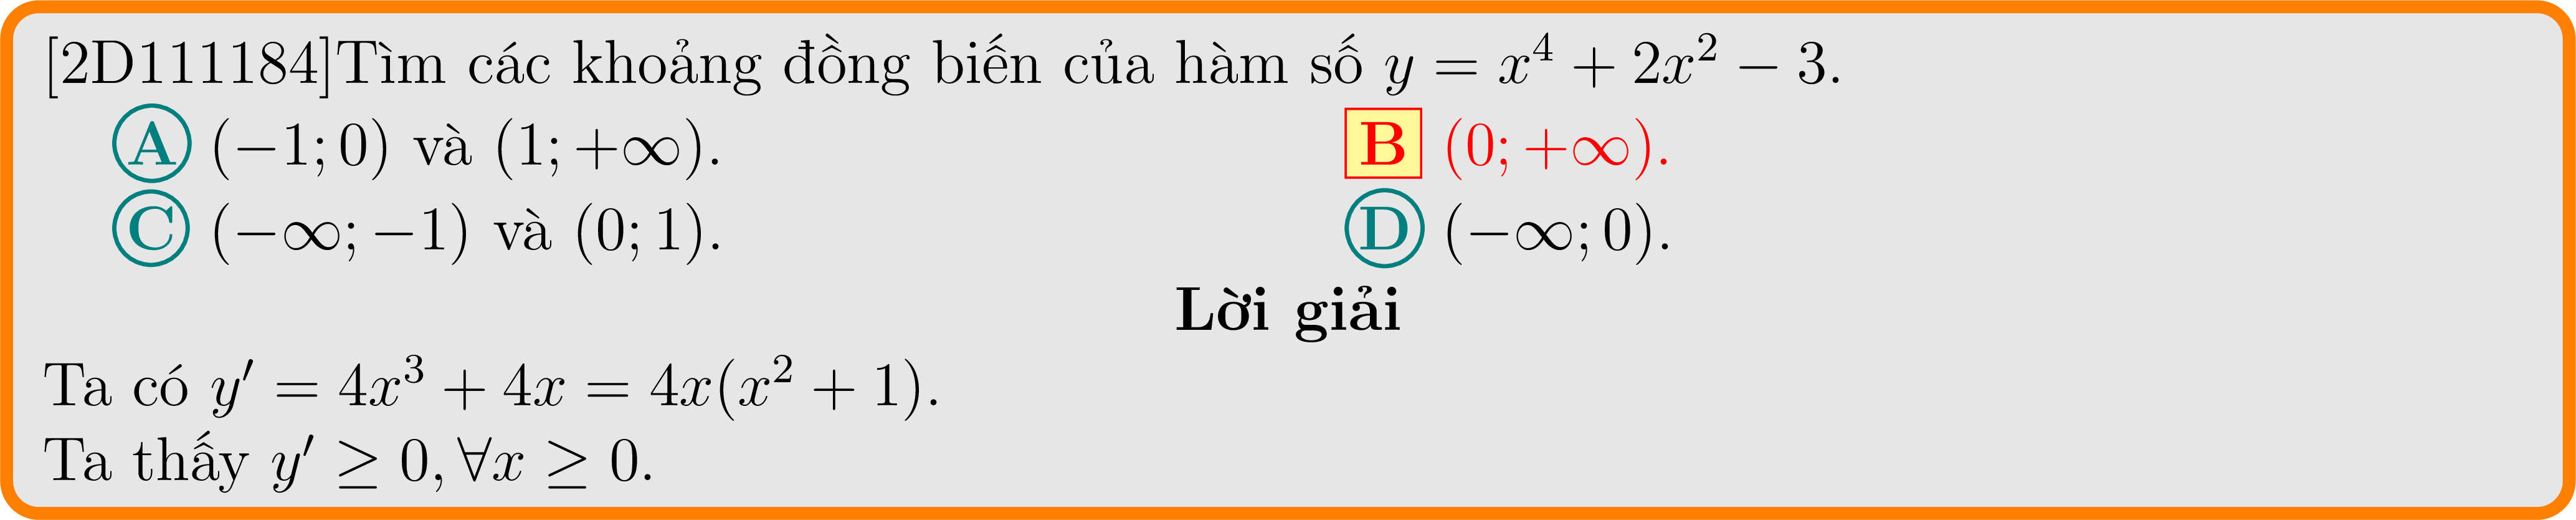 [2D111184]Tìm các khoảng đồng biến của hàm số $y = x^4 + 2x^2 - 3$.
A $(-1; 0)$ và $(1; +\infty)$. B $(0; +\infty)$.
C $(-\infty; -1)$ và $(0; 1)$. D $(-\infty; 0)$.
Lời giải
Ta có $y' = 4x^3 + 4x = 4x(x^2 + 1)$.
Ta thấy $y' \geq 0, \forall x \geq 0$.